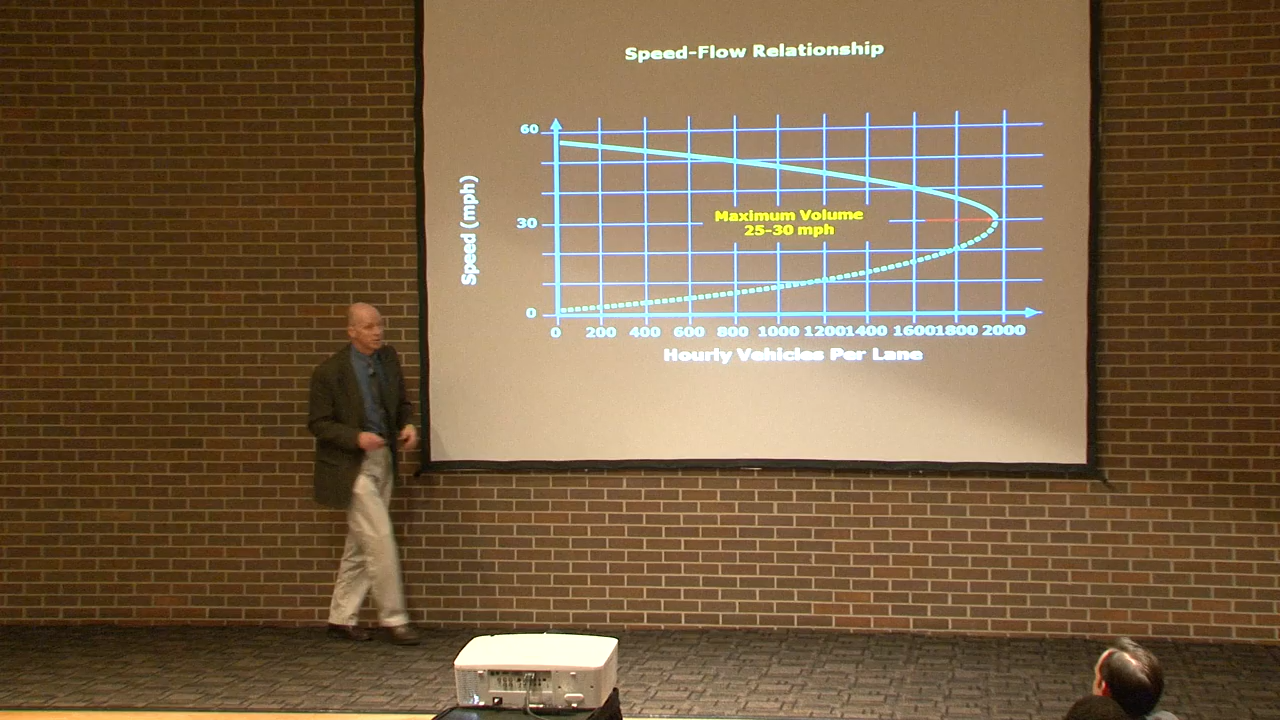 Speed-Flow Relationship
60
30
0
Speed (mph)
Maximum Volume
25-30 mph
0 200 400 600 800 1000 1200 1400 1600 1800 2000
Hourly Vehicles Per Lane